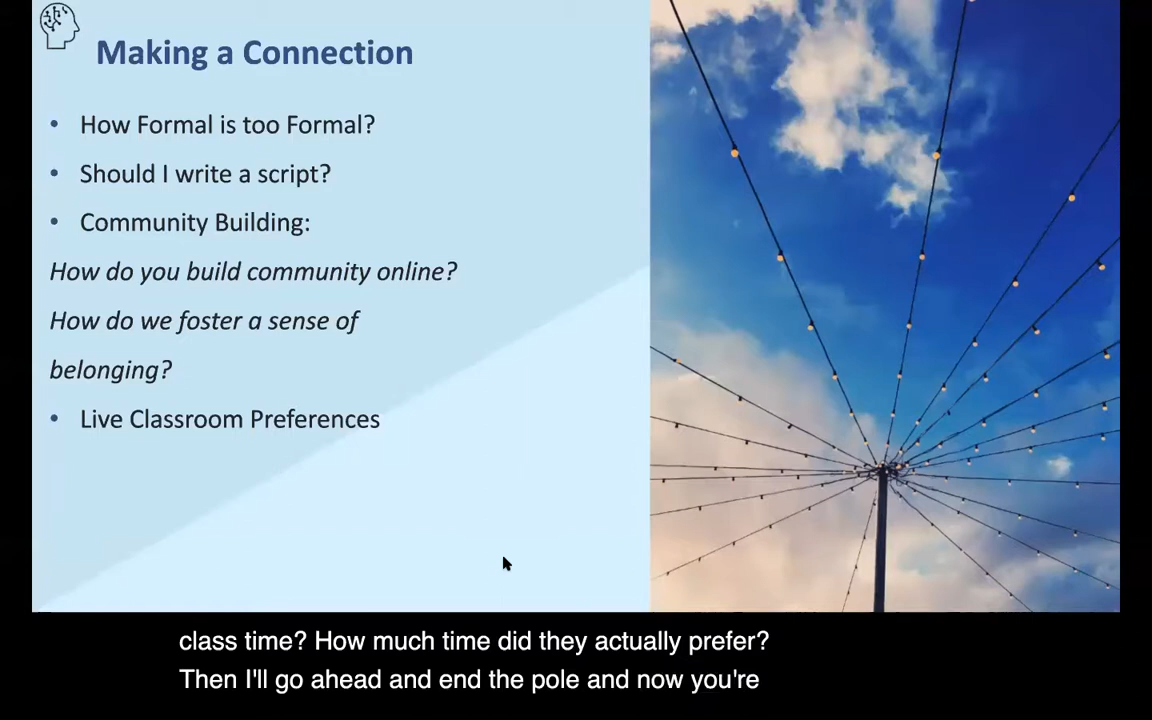 Making a Connection
• How Formal is too Formal?
• Should I write a script?
• Community Building:
How do you build community online?
How do we foster a sense of
belonging?
• Live Classroom Preferences
class time? How much time did they actually prefer?
Then I'll go ahead and end the pole and now you're